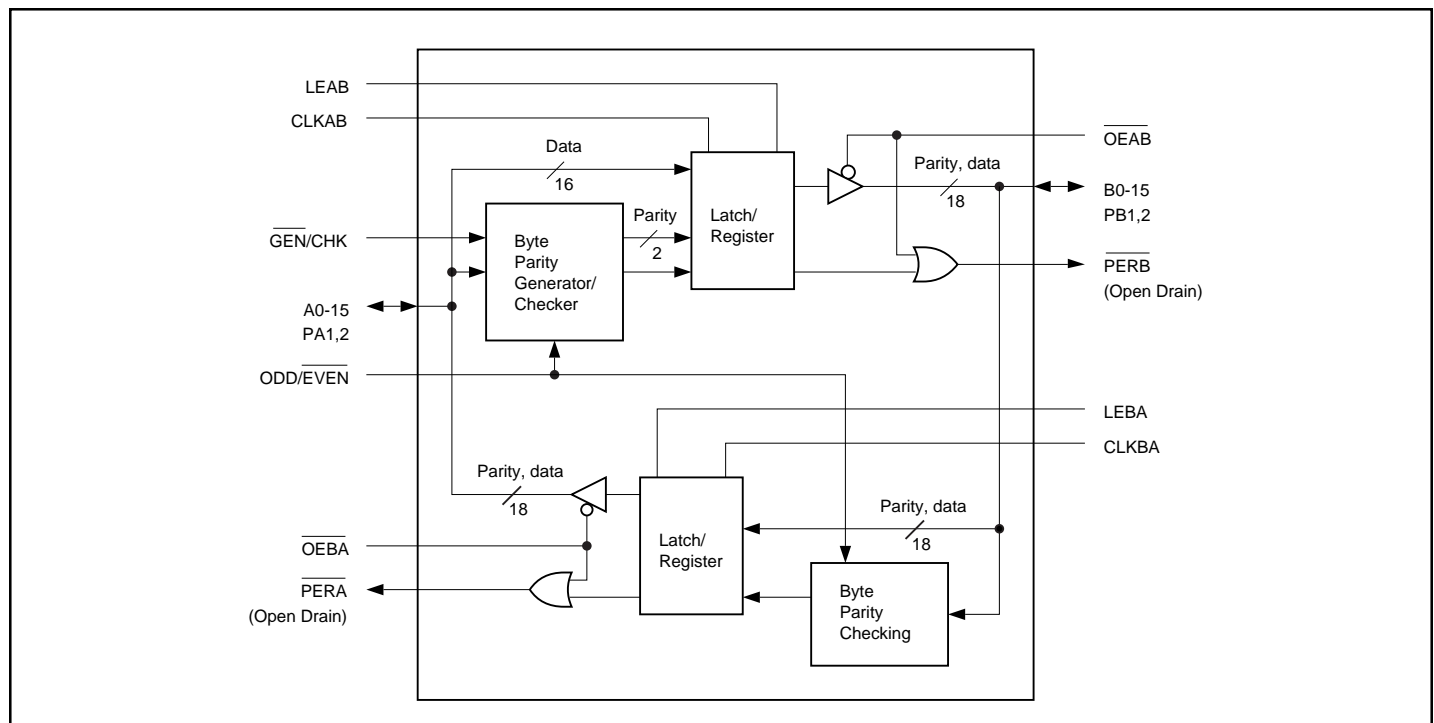 LEAB
CLKAB
Data
16
OEAB
Parity, data
18
B0-15
PB1,2
GEN/CHK
Byte
Parity
Generator/
Checker
Parity
2
Latch/
Register
PERB
(Open Drain)
A0-15
PA1,2
ODD/EVEN
LEBA
CLKBA
Parity, data
18
Parity, data
18
OEBA
Latch/
Register
PERA
(Open Drain)
Byte
Parity
Checking